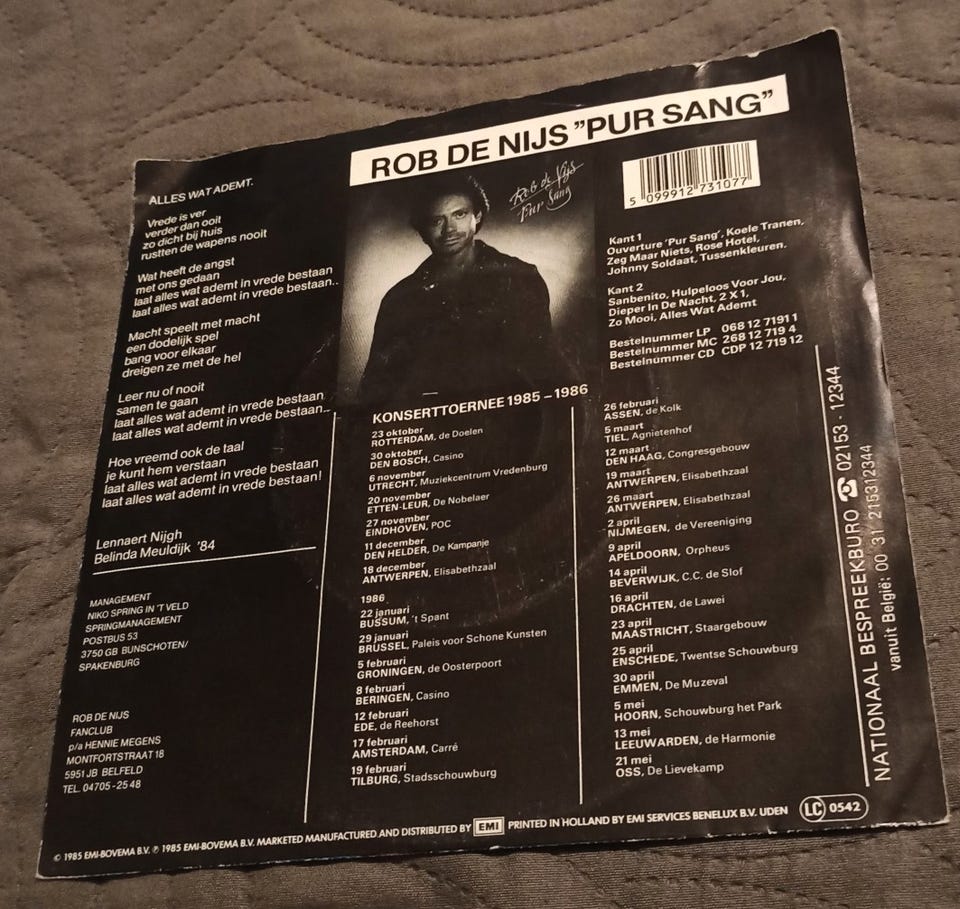 ROB DE NIJS "PUR SANG"
ALLES WAT ADEMT.
Vrede is ver
verder dan ooit
zo dicht bij huis
rustten de wapens nooit
Wat heeft de angst
met ons gedaan
laat alles wat ademt in vrede bestaan
laat alles wat ademt in vrede bestaan..
Macht speelt met macht
een dodelijk spel
bang voor elkaar
dreigen ze met de hel
Leer nu of nooit
samen te gaan
laat alles wat ademt in vrede bestaan
laat alles wat ademt in vrede bestaan..
Hoe vreemd ook de taal
je kunt hem verstaan
laat alles wat ademt in vrede bestaan
laat alles wat ademt in vrede bestaan!
Lennaert Nijgh
Belinda Meuldijk '84
MANAGEMENT
NIKO SPRING IN 'T VELD
SPRINGMANAGEMENT
POSTBUS 53
3750 GB BUNSCHOTEN/
SPAKENBURG
ROB DE NIJS
FANCLUB
p/a HENNIE MEGENS
MONTFORTSTRAAT 18
5951 JB BELFELD
TEL. 04705-25 48
Rob de Nijs
Pur Sang
KONSERTTOERNEE 1985 – 1986
23 oktober
ROTTERDAM, de Doelen
30 oktober
DEN BOSCH, Casino
6 november
UTRECHT, Muziekcentrum Vredenburg
20 november
ETTEN-LEUR, De Nobelaer
27 november
EINDHOVEN, POC
11 december
DEN HELDER, De Kampanje
18 december
ANTWERPEN, Elisabethzaal
1986
22 januari
BUSSUM, 't Spant
29 januari
BRUSSEL, Paleis voor Schone Kunsten
5 februari
GRONINGEN, de Oosterpoort
8 februari
BERINGEN, Casino
12 februari
EDE, de Reehorst
17 februari
AMSTERDAM, Carré
19 februari
TILBURG, Stadsschouwburg
5 099912 731077
Kant 1
Ouverture 'Pur Sang', Koele Tranen,
Zeg Maar Niets, Rose Hotel,
Johnny Soldaat, Tussenkleuren.
Kant 2
Sanbenito, Hulpeloos Voor Jou,
Dieper In De Nacht, 2 X 1,
Zo Mooi, Alles Wat Ademt
Bestelnummer LP 068 12 7191 1
Bestelnummer MC 268 12 719 4
Bestelnummer CD CDP 12 719 12
26 februari
ASSEN, de Kolk
5 maart
TIEL, Agnietenhof
12 maart
DEN HAAG, Congresgebouw
19 maart
ANTWERPEN, Elisabethzaal
26 maart
ANTWERPEN, Elisabethzaal
2 april
NIJMEGEN, de Vereeniging
9 april
APELDOORN, Orpheus
14 april
BEVERWIJK, C.C. de Slof
16 april
DRACHTEN, de Lawei
23 april
MAASTRICHT, Staargebouw
25 april
ENSCHEDE, Twentse Schouwburg
30 april
EMMEN, De Muzeval
5 mei
HOORN, Schouwburg het Park
13 mei
LEEUWARDEN, de Harmonie
21 mei
OSS, De Lievekamp
NATIONAAL BESPREEKBURO ☎ 02153 - 12344
vanuit België: 00 31 215312344
© 1985 EMI-BOVEMA B.V. ℗ 1985 EMI-BOVEMA B.V. MARKETED MANUFACTURED AND DISTRIBUTED BY EMI PRINTED IN HOLLAND BY EMI SERVICES BENELUX B.V. UDEN LC 0542